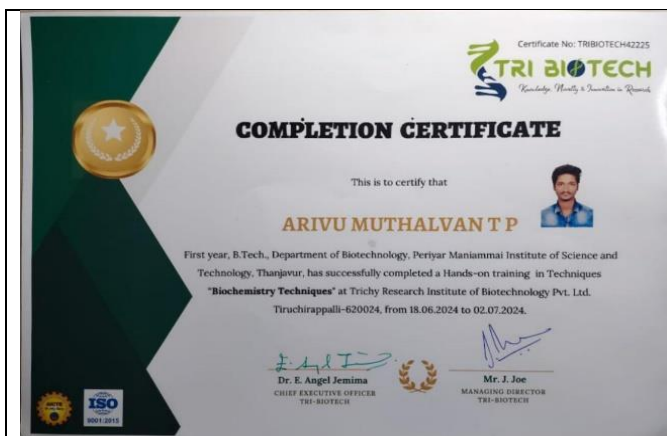 Certificate No: TRIBIOTECH42225
TRI BIOTECH
Knowledge, Novelty & Innovation in Research
COMPLETION CERTIFICATE
This is to certify that
ARIVU MUTHALVAN T P
First year, B.Tech., Department of Biotechnology, Periyar Maniammai Institute of Science and
Technology, Thanjavur, has successfully completed a Hands-on training in Techniques
"Biochemistry Techniques" at Trichy Research Institute of Biotechnology Pvt. Ltd.
Tiruchirappalli-620024, from 18.06.2024 to 02.07.2024.
Dr. E. Angel Jemima
CHIEF EXECUTIVE OFFICER
TRI-BIOTECH
Mr. J. Joe
MANAGING DIRECTOR
TRI-BIOTECH
ISO
9001:2015